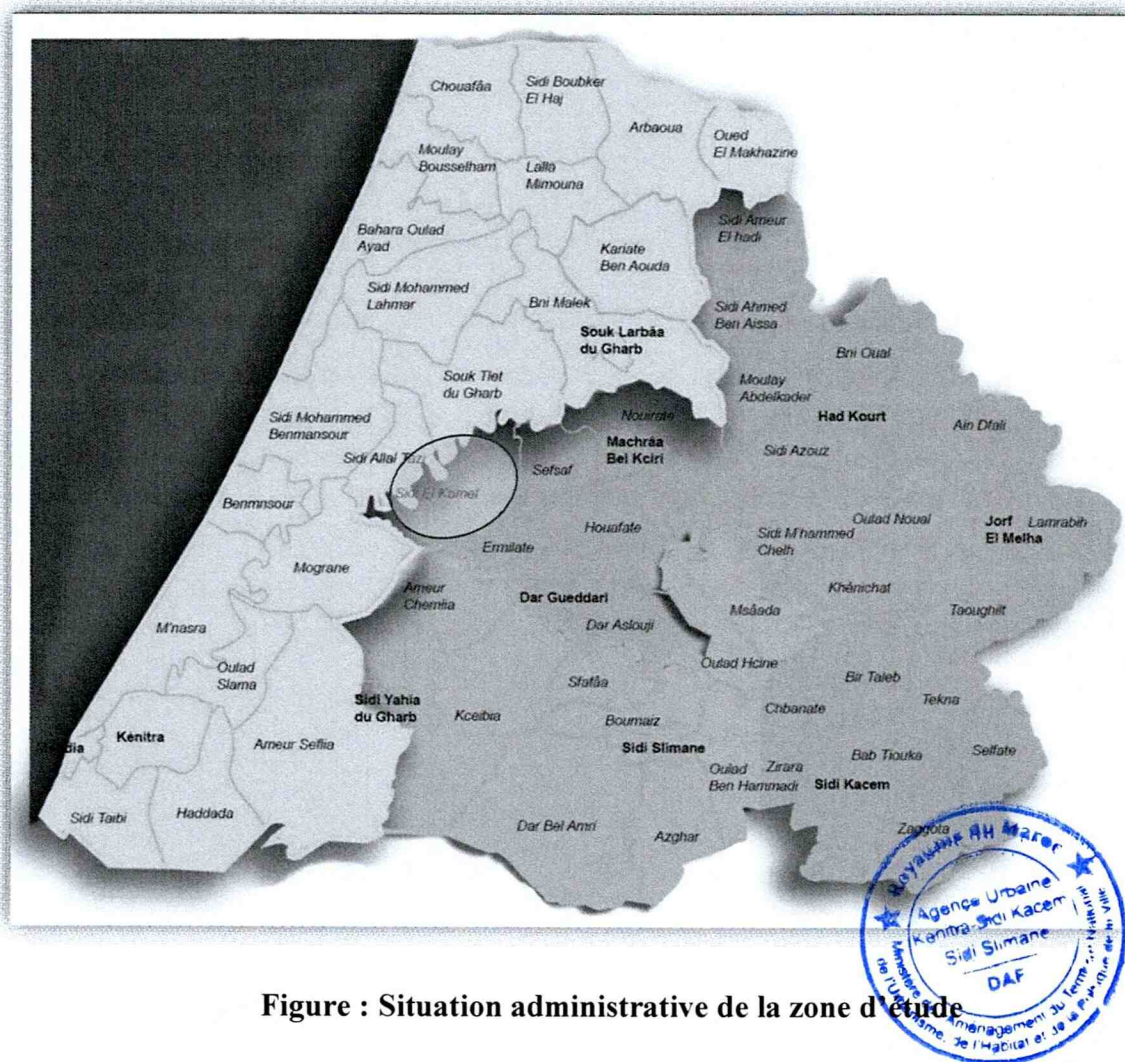 Chouafâa
Sidi Boubker
El Haj
Arbaoua
Oued
El Makhazine
Moulay
Bousselham
Lalla
Mimouna
Sidi Ameur
El hadi
Bahara Oulad
Ayad
Kariate
Ben Aouda
Sidi Mohammed
Lahmar
Bni Malek
Sidi Ahmed
Ben Aissa
Souk Larbâa
du Gharb
Bni Oual
Souk Tlet
du Gharb
Moulay
Abdelkader
Nouirate
Had Kourt
Ain Dfali
Sidi Mohammed
Benmansour
Machrâa
Bel Kciri
Sidi Azouz
Sidi Allal Tazi
Sefsaf
Sidi El Kamel
Benmnsour
Houafate
Oulad Noual
Jorf
El Melha
Lamrabih
Sidi M'hammed
Chelh
Ermilate
Mograne
Ameur
Chemlia
Dar Gueddari
Khénichat
Msâada
Taoughilt
Dar Aslouji
M'nasra
Oulad
Slama
Oulad Hcine
Sfafâa
Bir Taleb
Sidi Yahia
du Gharb
Kceibia
Boumaiz
Chbanate
Tekna
Kénitra
Ameur Seflia
Sidi Slimane
Bab Tiouka
Selfate
Oulad
Ben Hammadi
Zirara
Sidi Kacem
Sidi Taibi
Haddada
Dar Bel Amri
Azghar
Zaggota
Royaume du Maroc
Agence Urbaine
Kenitra-Sidi Kacem
Sidi Slimane
DAF
Figure : Situation administrative de la zone d'étude